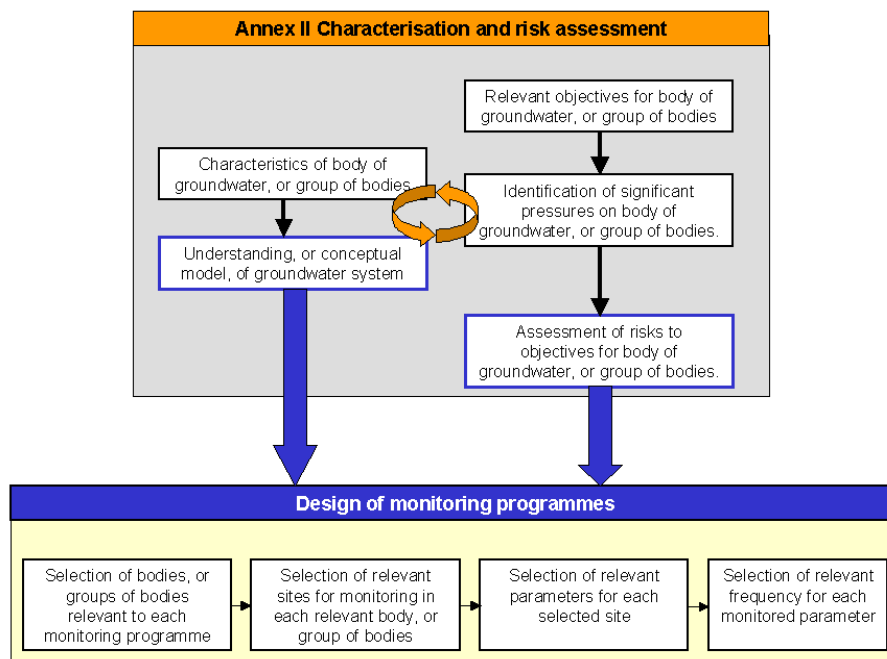 Annex II Characterisation and risk assessment
Relevant objectives for body of
groundwater, or group of bodies
Characteristics of body of
groundwater, or group of bodies
Identification of significant
pressures on body of
groundwater, or group of bodies.
Understanding, or conceptual
model, of groundwater system
Assessment of risks to
objectives for body of
groundwater, or group of bodies.
Design of monitoring programmes
Selection of bodies, or
groups of bodies
relevant to each
monitoring programme
Selection of relevant
sites for monitoring in
each relevant body, or
group of bodies
Selection of relevant
parameters for each
selected site
Selection of relevant
frequency for each
monitored parameter